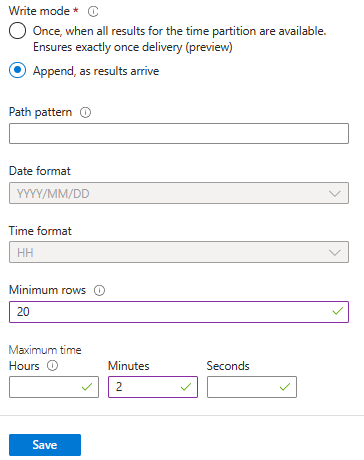 Write mode *
Once, when all results for the time partition are available.
Ensures exactly once delivery (preview)
Append, as results arrive
Path pattern
Date format
YYYY/MM/DD
Time format
HH
Minimum rows
20
Maximum time
Hours Minutes Seconds
2
Save